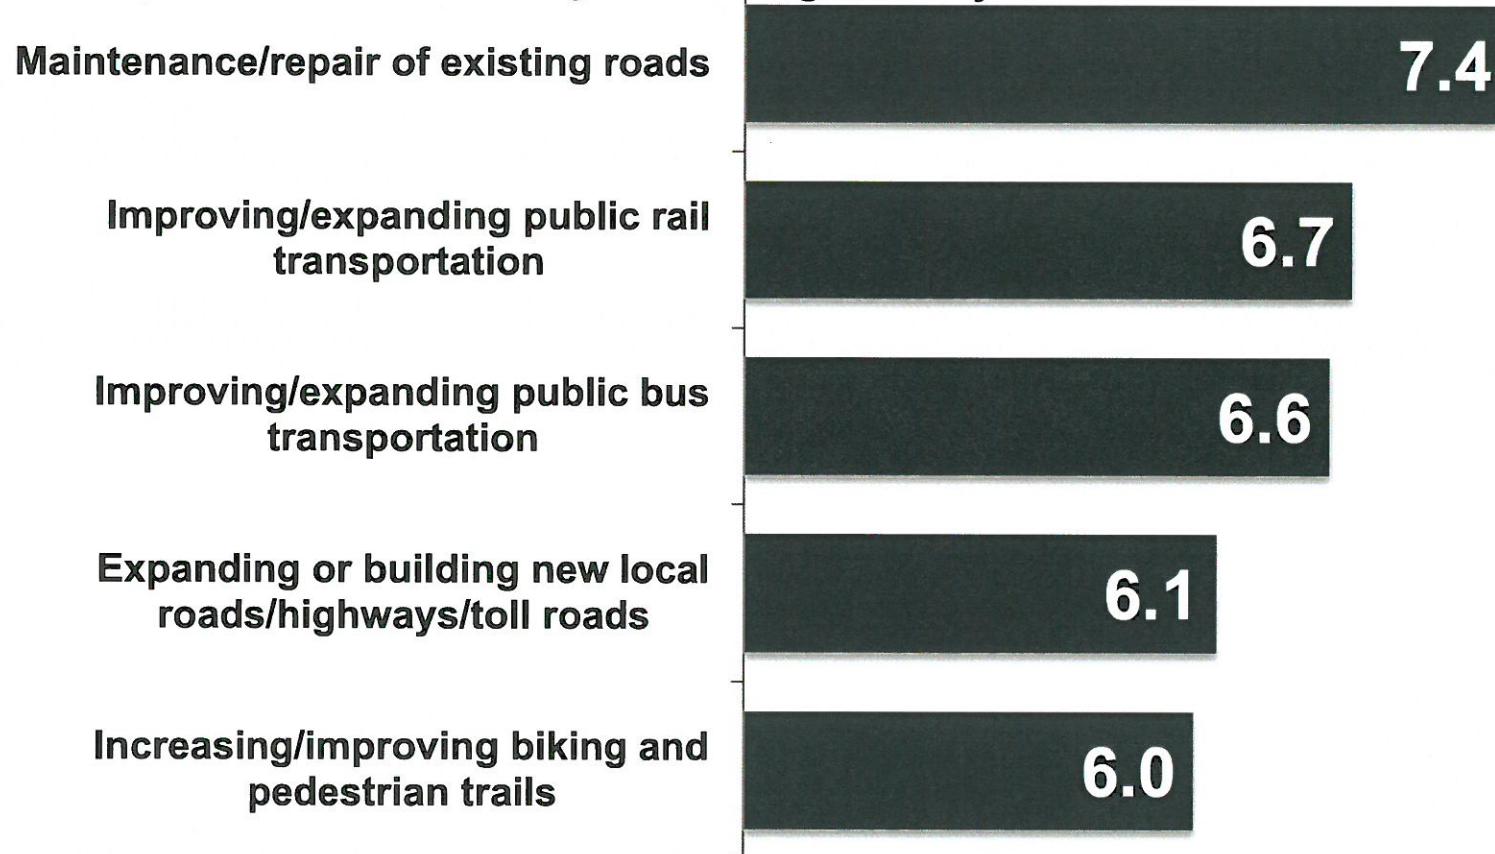 Maintenance/repair of existing roads
7.4
Improving/expanding public rail
transportation
6.7
Improving/expanding public bus
transportation
6.6
Expanding or building new local
roads/highways/toll roads
6.1
Increasing/improving biking and
pedestrian trails
6.0